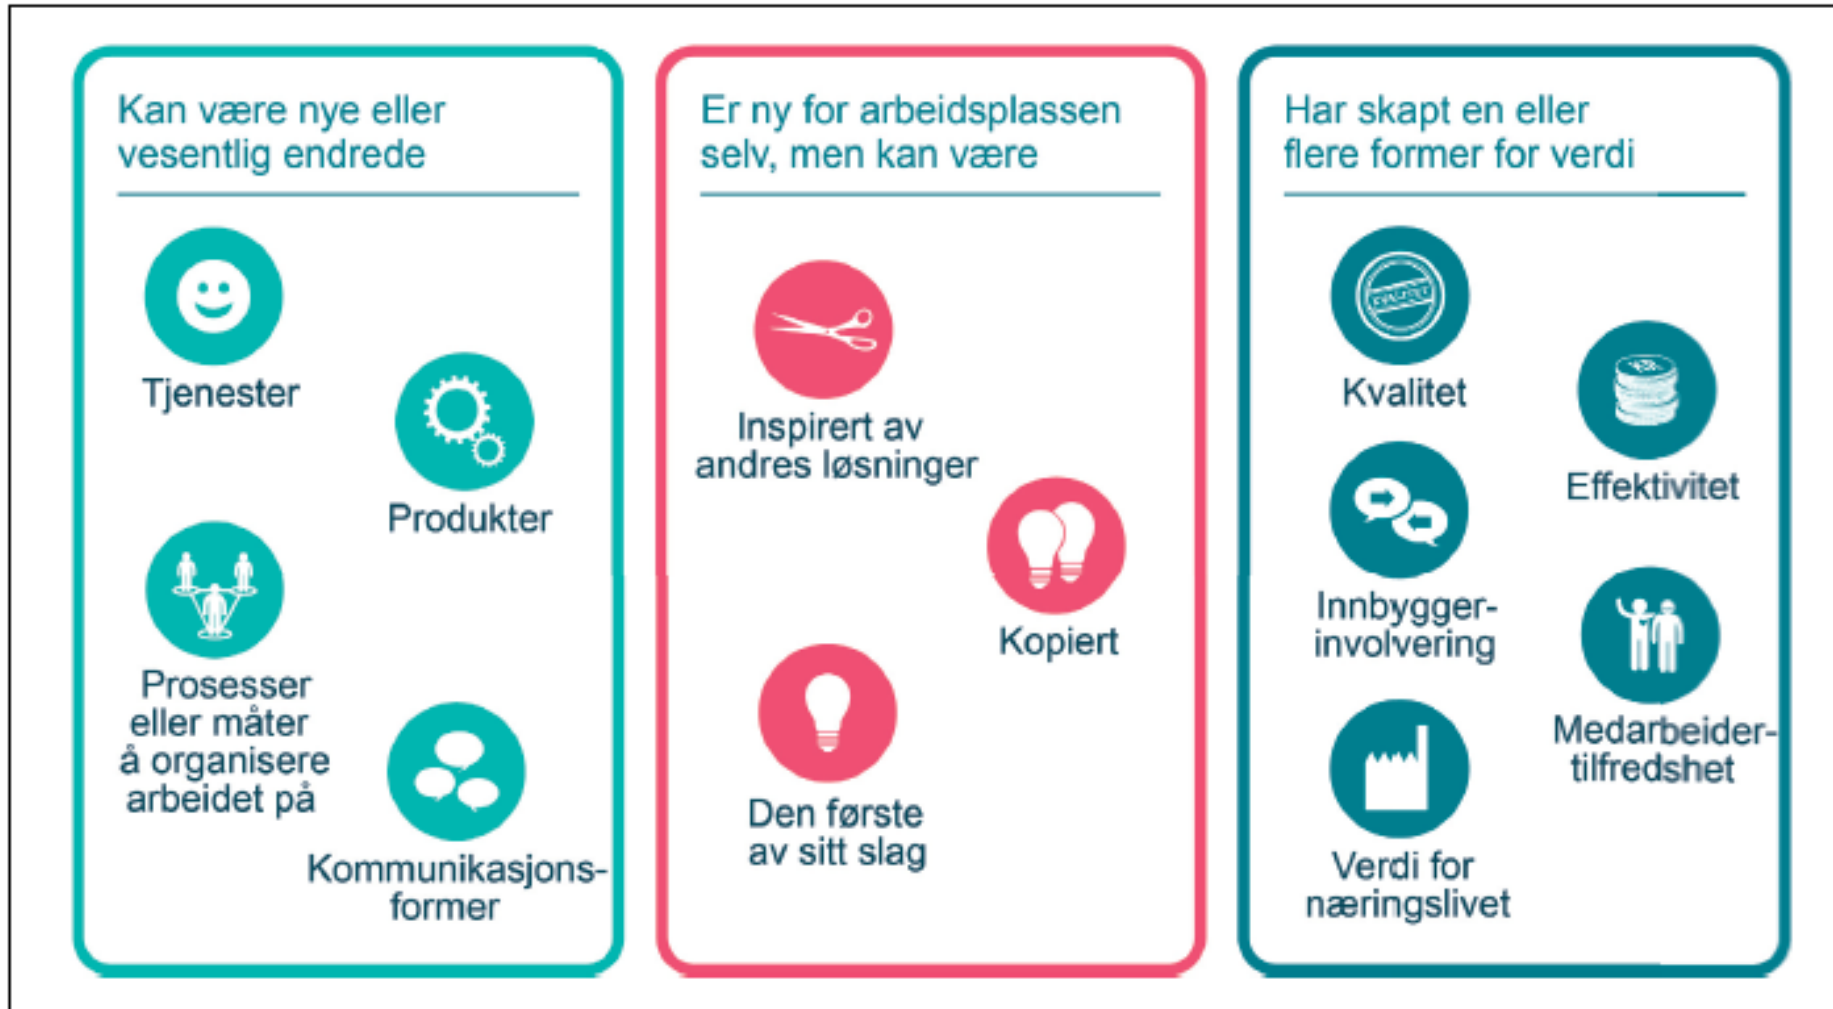 Kan være nye eller
vesentlig endrede
Tjenester
Produkter
Prosesser
eller måter
å organisere
arbeidet på
Kommunikasjons-
former
Er ny for arbeidsplassen
selv, men kan være
Inspirert av
andres løsninger
Kopiert
Den første
av sitt slag
Har skapt en eller
flere former for verdi
KVALITET
Kvalitet
KR
Effektivitet
Innbygger-
involvering
Medarbeider-
tilfredshet
Verdi for
næringslivet